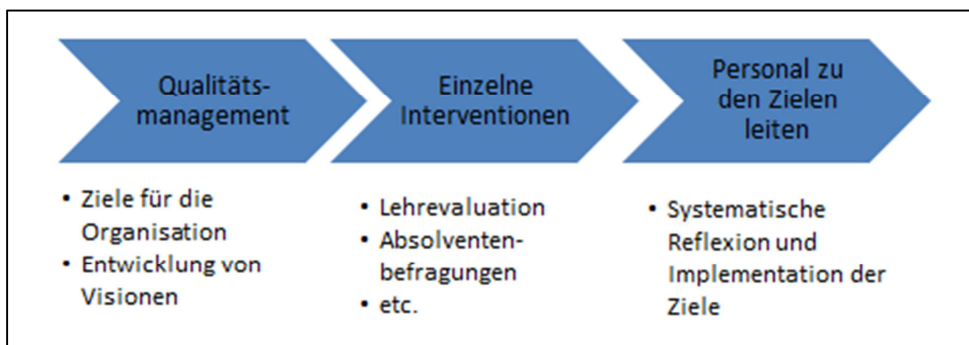 Qualitäts-
management
Einzelne
Interventionen
Personal zu
den Zielen
leiten
• Ziele für die
Organisation
• Entwicklung von
Visionen
• Lehrevaluation
• Absolventen-
befragungen
• etc.
• Systematische
Reflexion und
Implementation der
Ziele